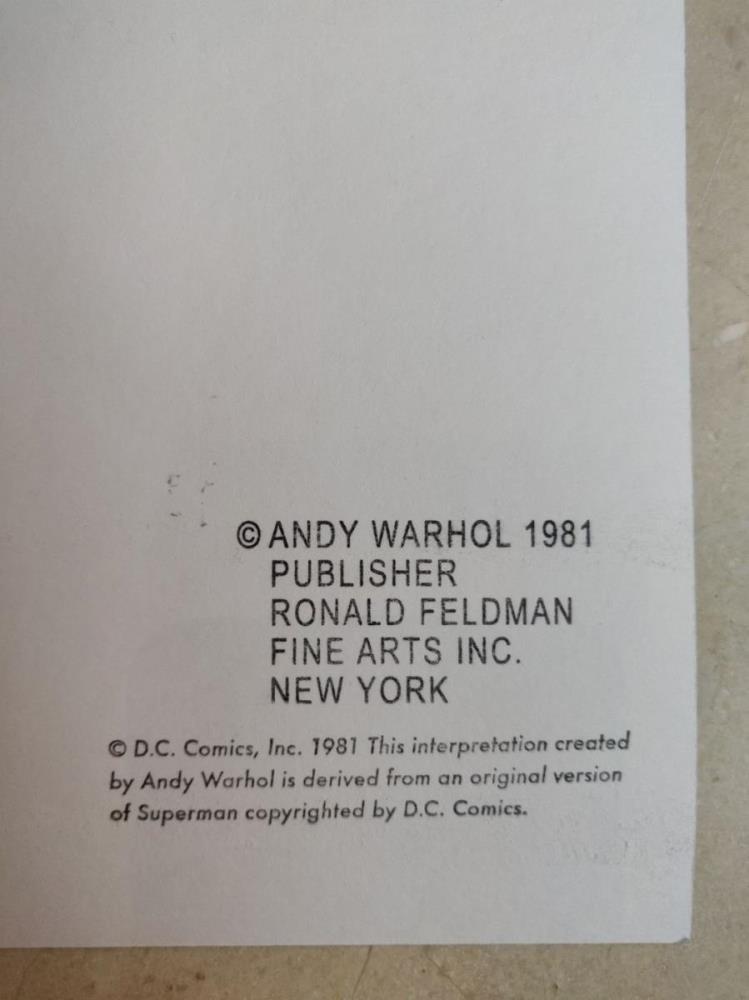 © ANDY WARHOL 1981
PUBLISHER
RONALD FELDMAN
FINE ARTS INC.
NEW YORK
© D.C. Comics, Inc. 1981 This interpretation created
by Andy Warhol is derived from an original version
of Superman copyrighted by D.C. Comics.